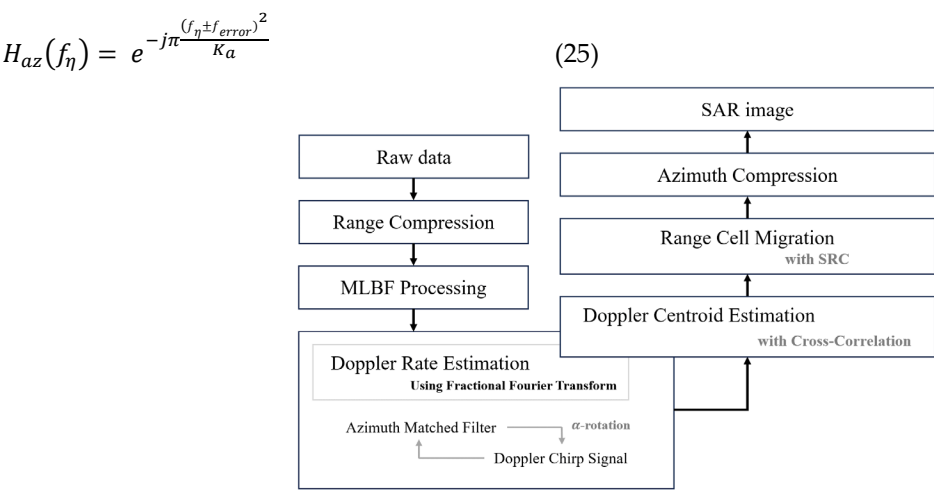 H_az(f_η) = e^{-jπ (f_η ± f_error)^2 / K_a} (25)
Raw data
Range Compression
MLBF Processing
Doppler Rate Estimation
Using Fractional Fourier Transform
Azimuth Matched Filter
α-rotation
Doppler Chirp Signal
SAR image
Azimuth Compression
Range Cell Migration
with SRC
Doppler Centroid Estimation
with Cross-Correlation